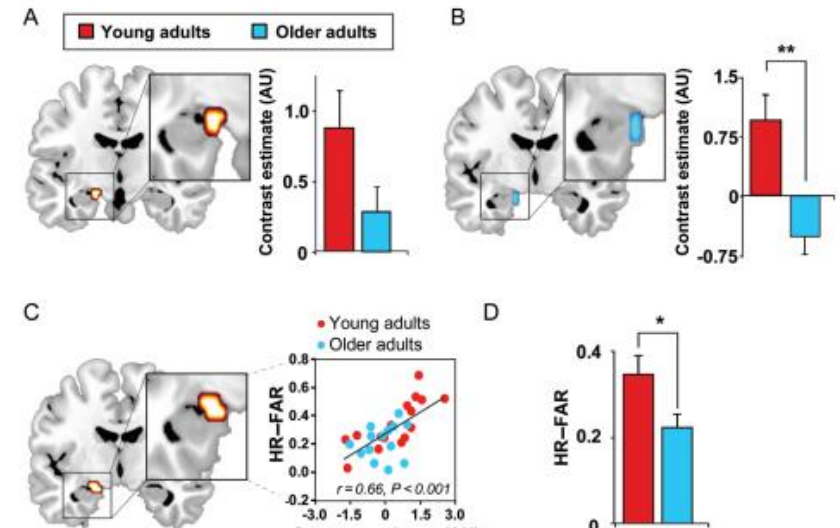 A
Young adults
Older adults
Contrast estimate (AU)
1.0
0.5
0
B
**
Contrast estimate (AU)
1.5
0.75
0
-0.75
C
Young adults
Older adults
HR–FAR
0.8
0.6
0.4
0.2
0.0
-0.2
r=0.66, P<0.001
-3.0 -1.5 0 1.5 3.0
D
*
HR–FAR
0.4
0.2
0